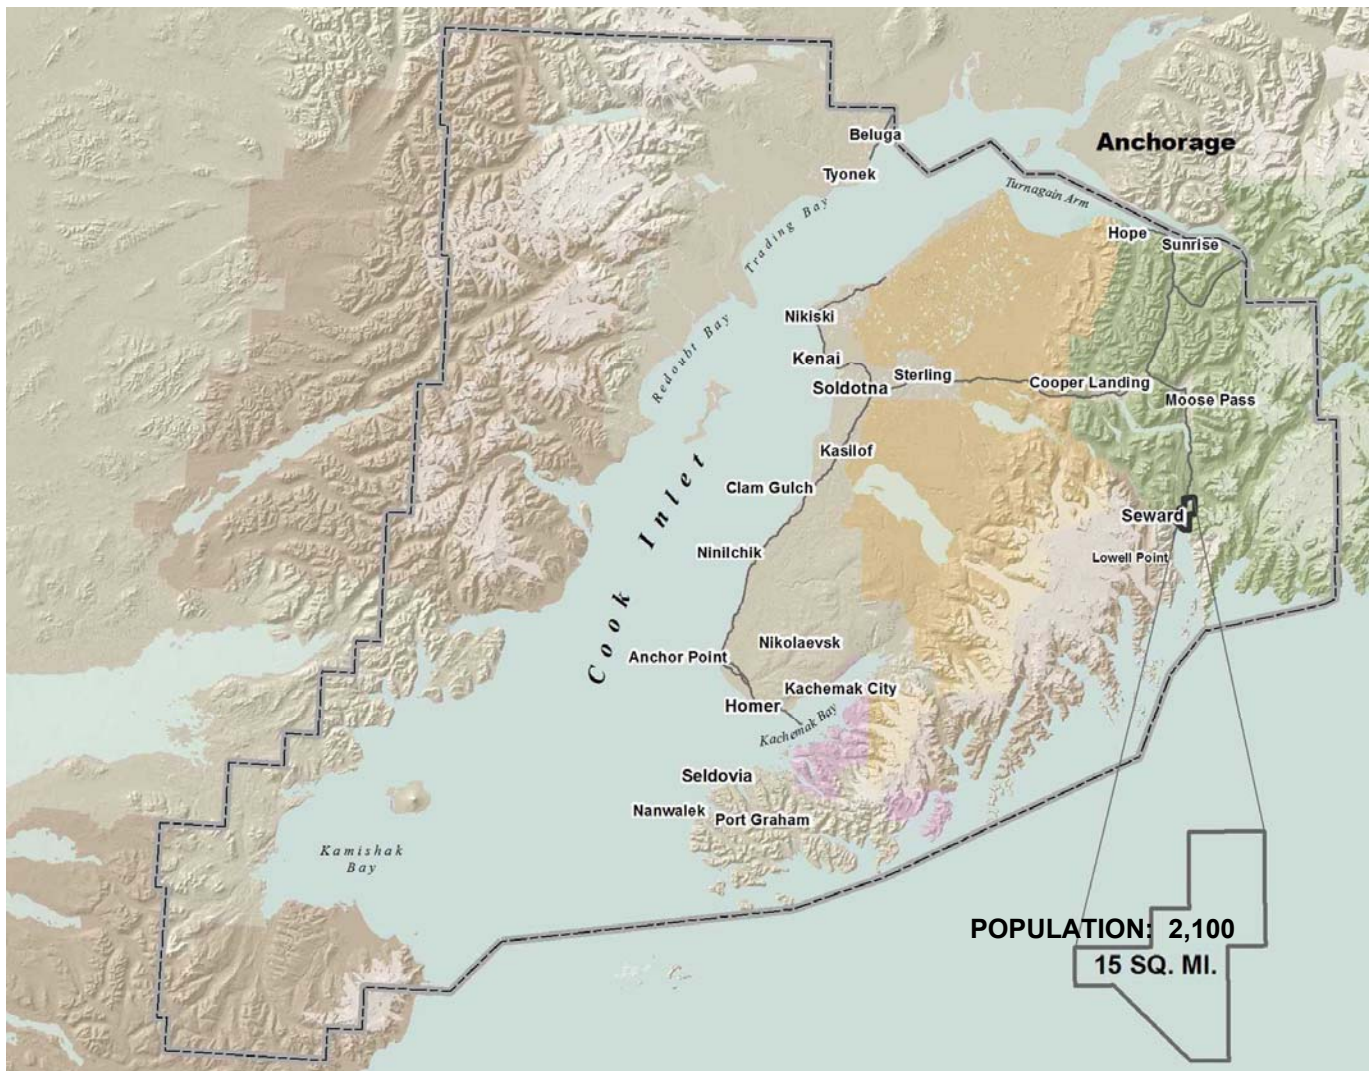 Beluga
Anchorage
Tyonek
Turnagain Arm
Trading Bay
Hope
Sunrise
Nikiski
Redoubt Bay
Kenai
Sterling
Soldotna
Cooper Landing
Moose Pass
Kasilof
Cook Inlet
Clam Gulch
Seward
Ninilchik
Lowell Point
Nikolaevsk
Anchor Point
Kachemak City
Homer
Kachemak Bay
Seldovia
Nanwalek
Port Graham
Kamishak
Bay
POPULATION: 2,100
15 SQ. MI.